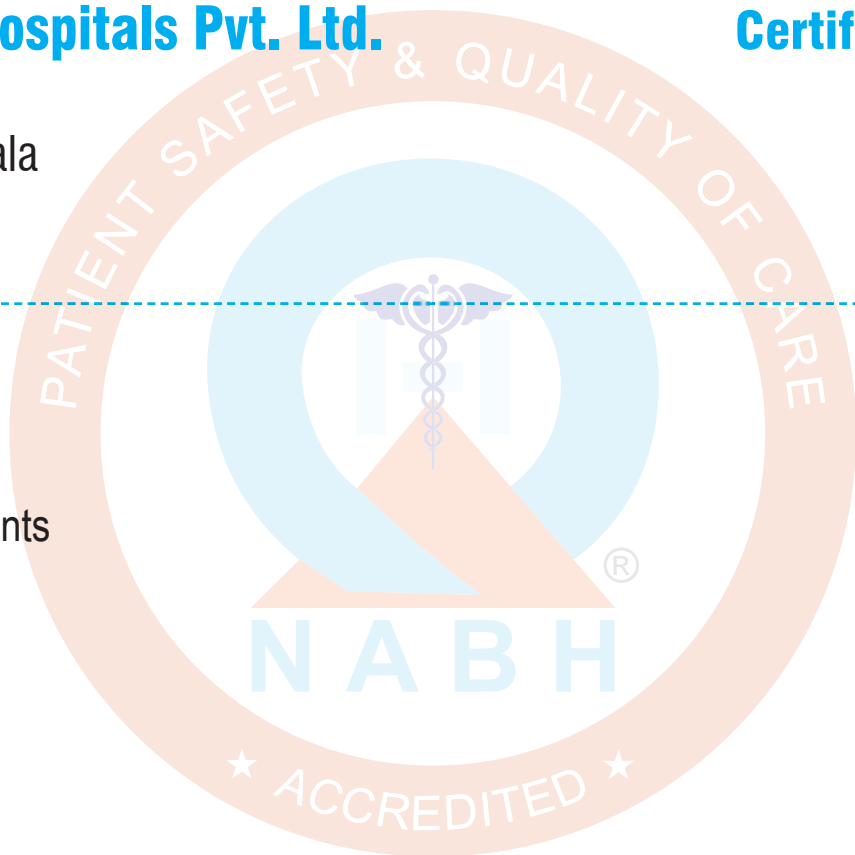 ospitals Pvt. Ltd. Certif
PATIENT SAFETY & QUALITY OF CARE
ala
nts
®
NABH
★ ACCREDITED ★